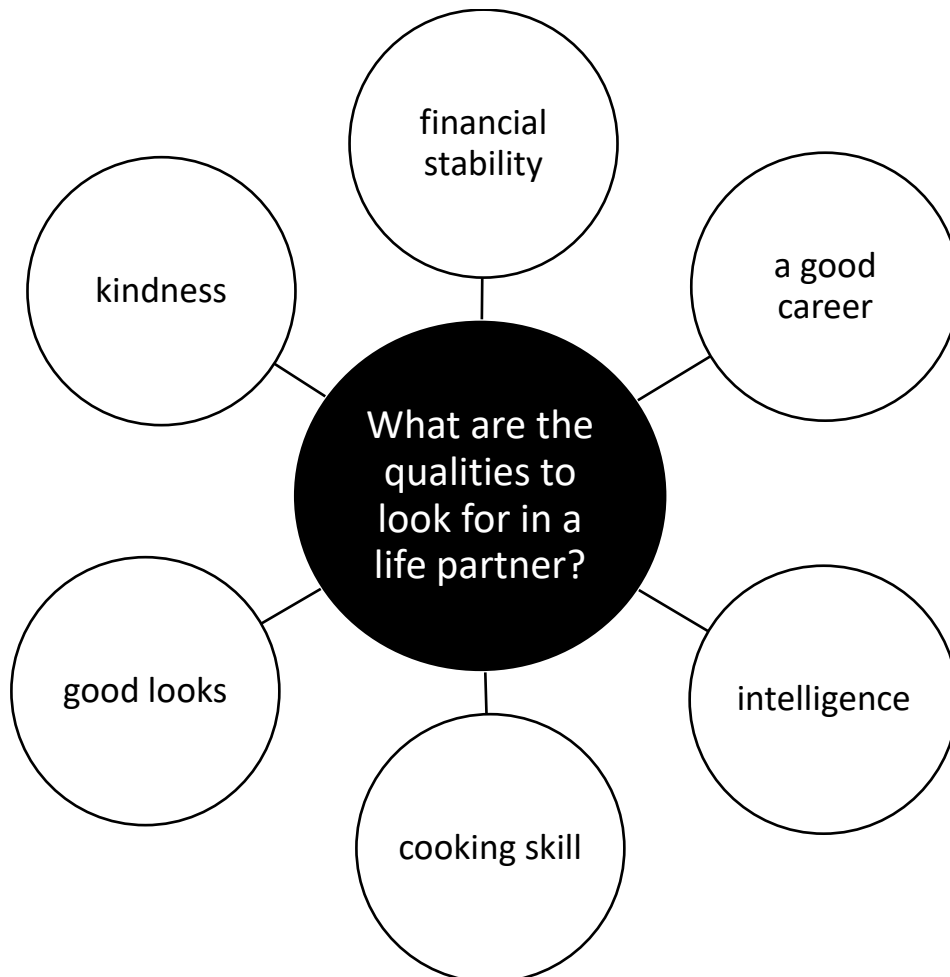 financial
stability
a good
career
kindness
What are the
qualities to
look for in a
life partner?
good looks
intelligence
cooking skill